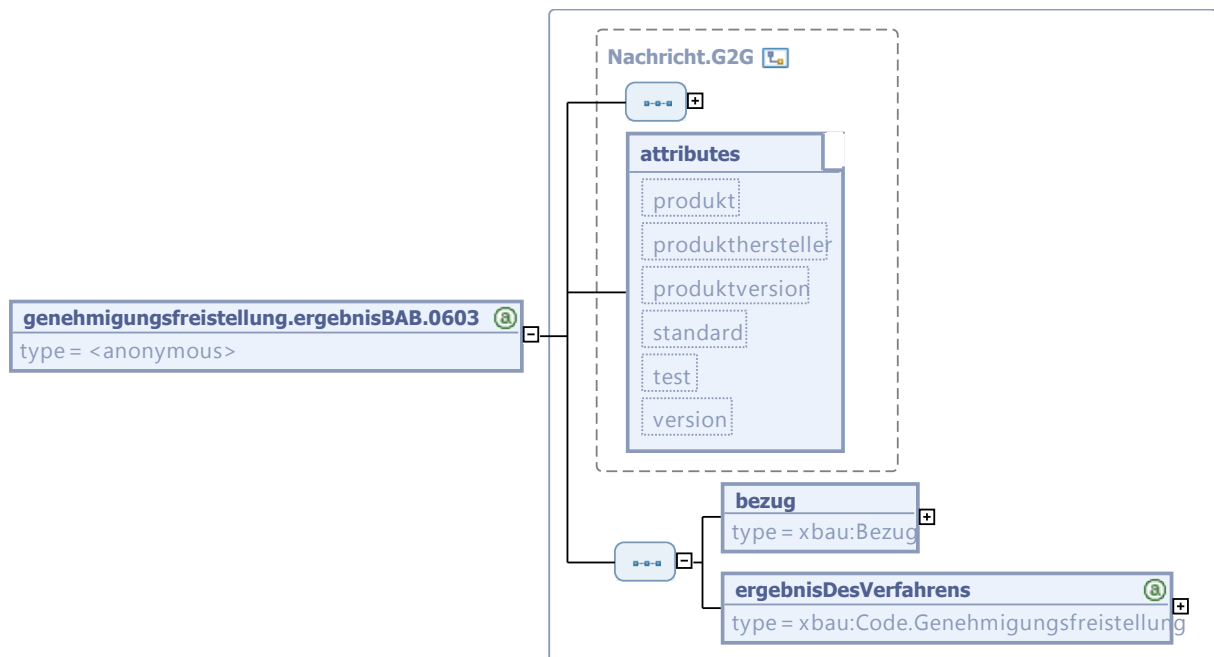 Nachricht.G2G
attributes
produkt
produkthersteller
produktversion
standard
test
version
genehmigungsfreistellung.ergebnisBAB.0603 a
type = <anonymous>
bezug
type = xbau:Bezug
ergebnisDesVerfahrens a
type = xbau:Code.Genehmigungsfreistellung